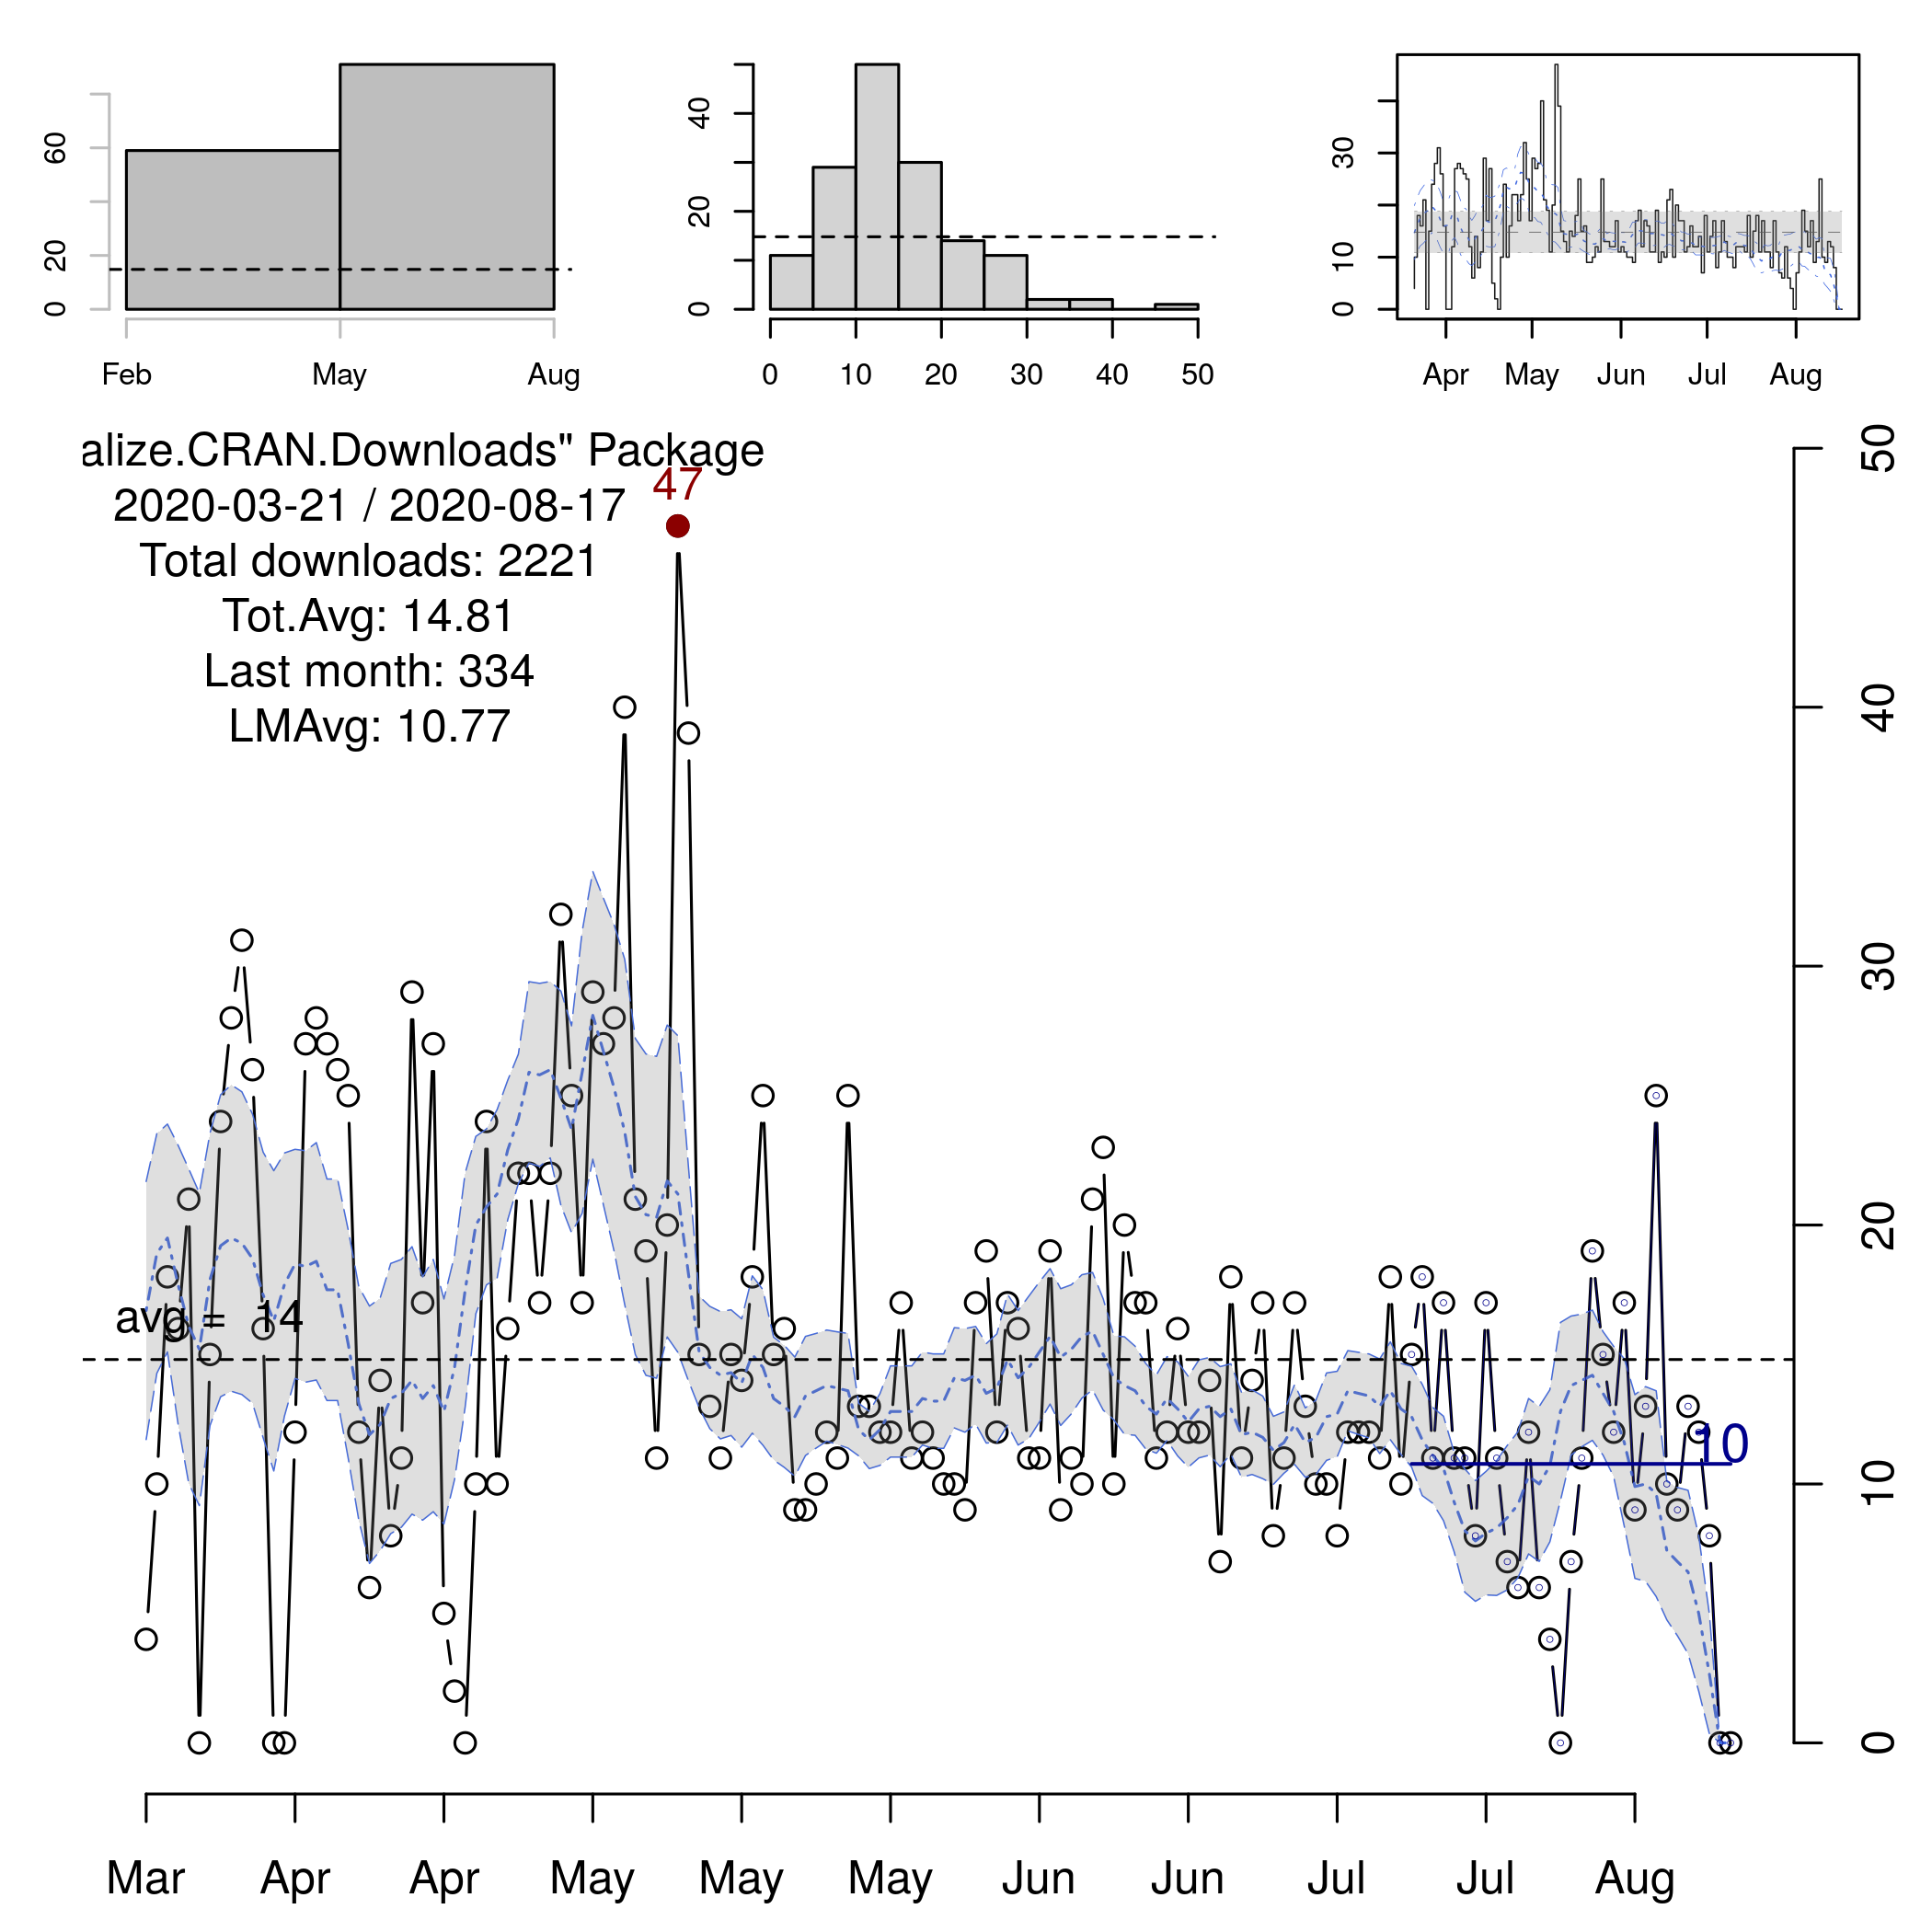 60
20
0
Feb May Aug
40
20
0
0 10 20 30 40 50
30
10
0
Apr May Jun Jul Aug
alize.CRAN.Downloads" Package
2020-03-21 / 2020-08-17
47
Total downloads: 2221
Tot.Avg: 14.81
Last month: 334
LMAvg: 10.77
avg = 14
10
50
40
30
20
10
0
Mar Apr Apr May May May Jun Jun Jul Jul Aug